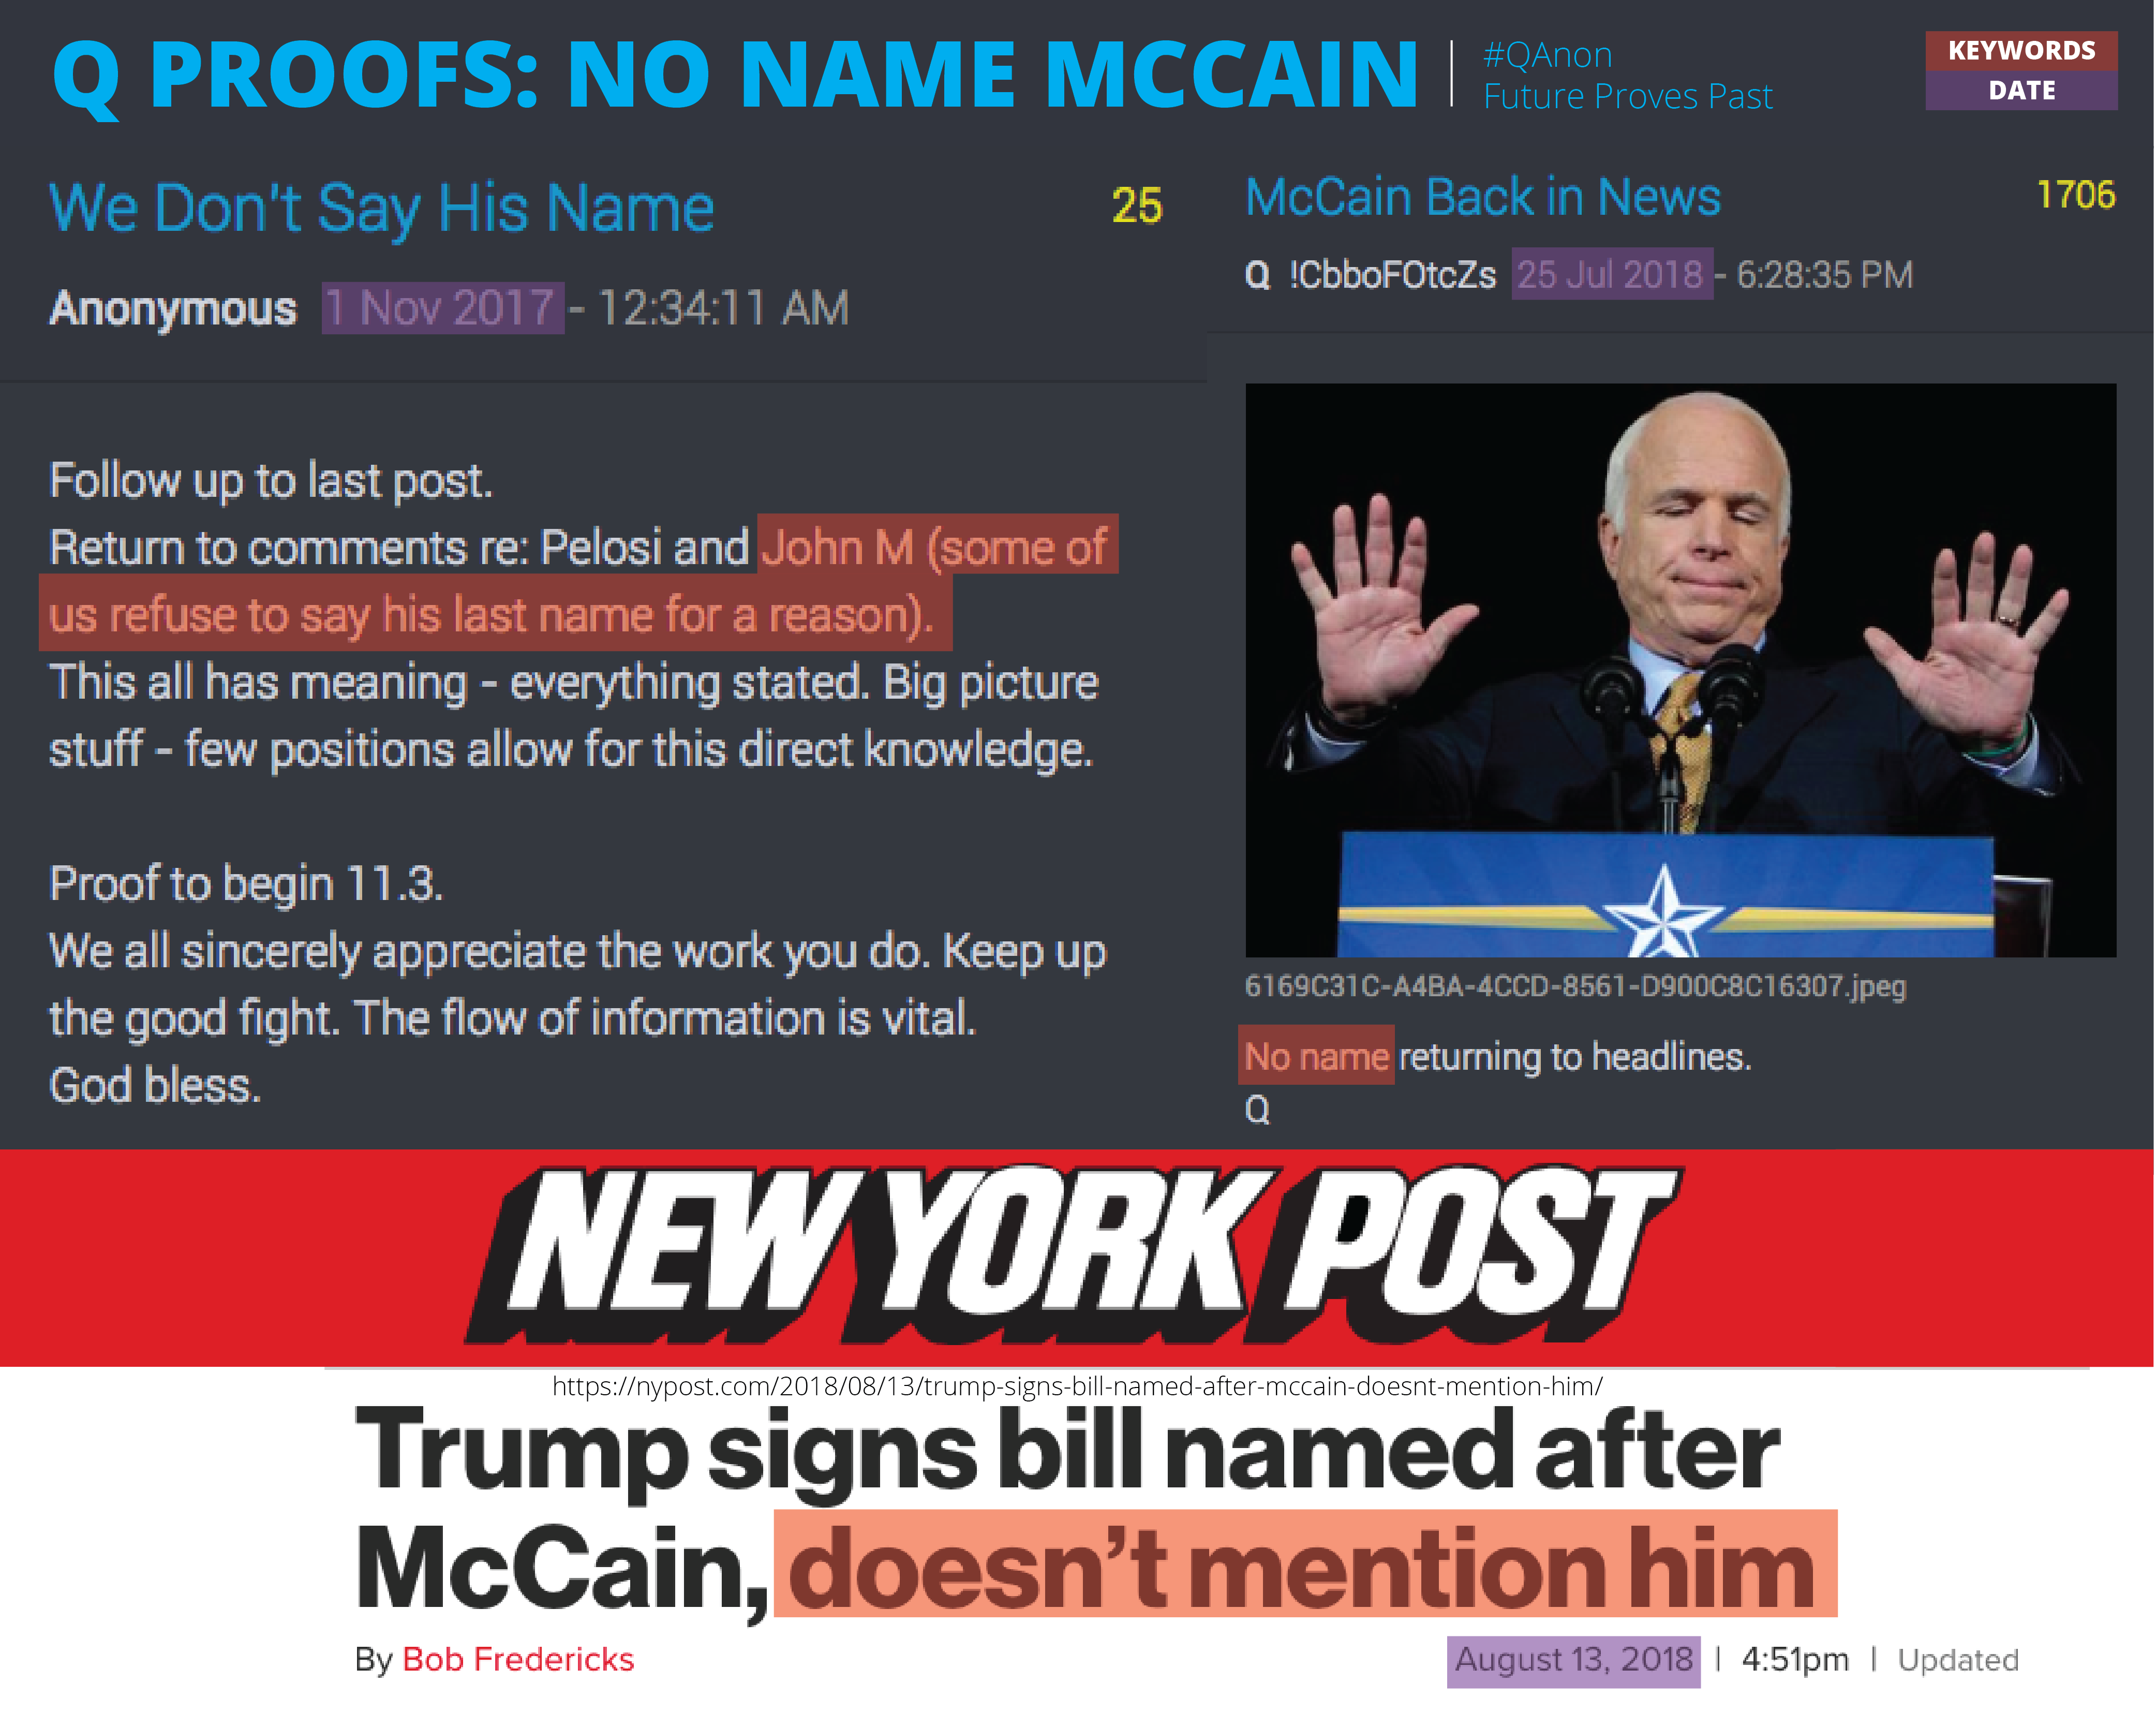 Q PROOFS: NO NAME MCCAIN
#QAnon
Future Proves Past
KEYWORDS
DATE
We Don't Say His Name
25
Anonymous 1 Nov 2017 - 12:34:11 AM
Follow up to last post.
Return to comments re: Pelosi and John M (some of
us refuse to say his last name for a reason).
This all has meaning - everything stated. Big picture
stuff - few positions allow for this direct knowledge.
Proof to begin 11.3.
We all sincerely appreciate the work you do. Keep up
the good fight. The flow of information is vital.
God bless.
McCain Back in News
1706
Q !CbboFOtcZs 25 Jul 2018 - 6:28:35 PM
6169C31C-A4BA-4CCD-8561-D900C8C16307.jpeg
No name returning to headlines.
Q
NEW YORK POST
https://nypost.com/2018/08/13/trump-signs-bill-named-after-mccain-doesnt-mention-him/
Trump signs bill named after
McCain, doesn't mention him
By Bob Fredericks
August 13, 2018 | 4:51pm | Updated